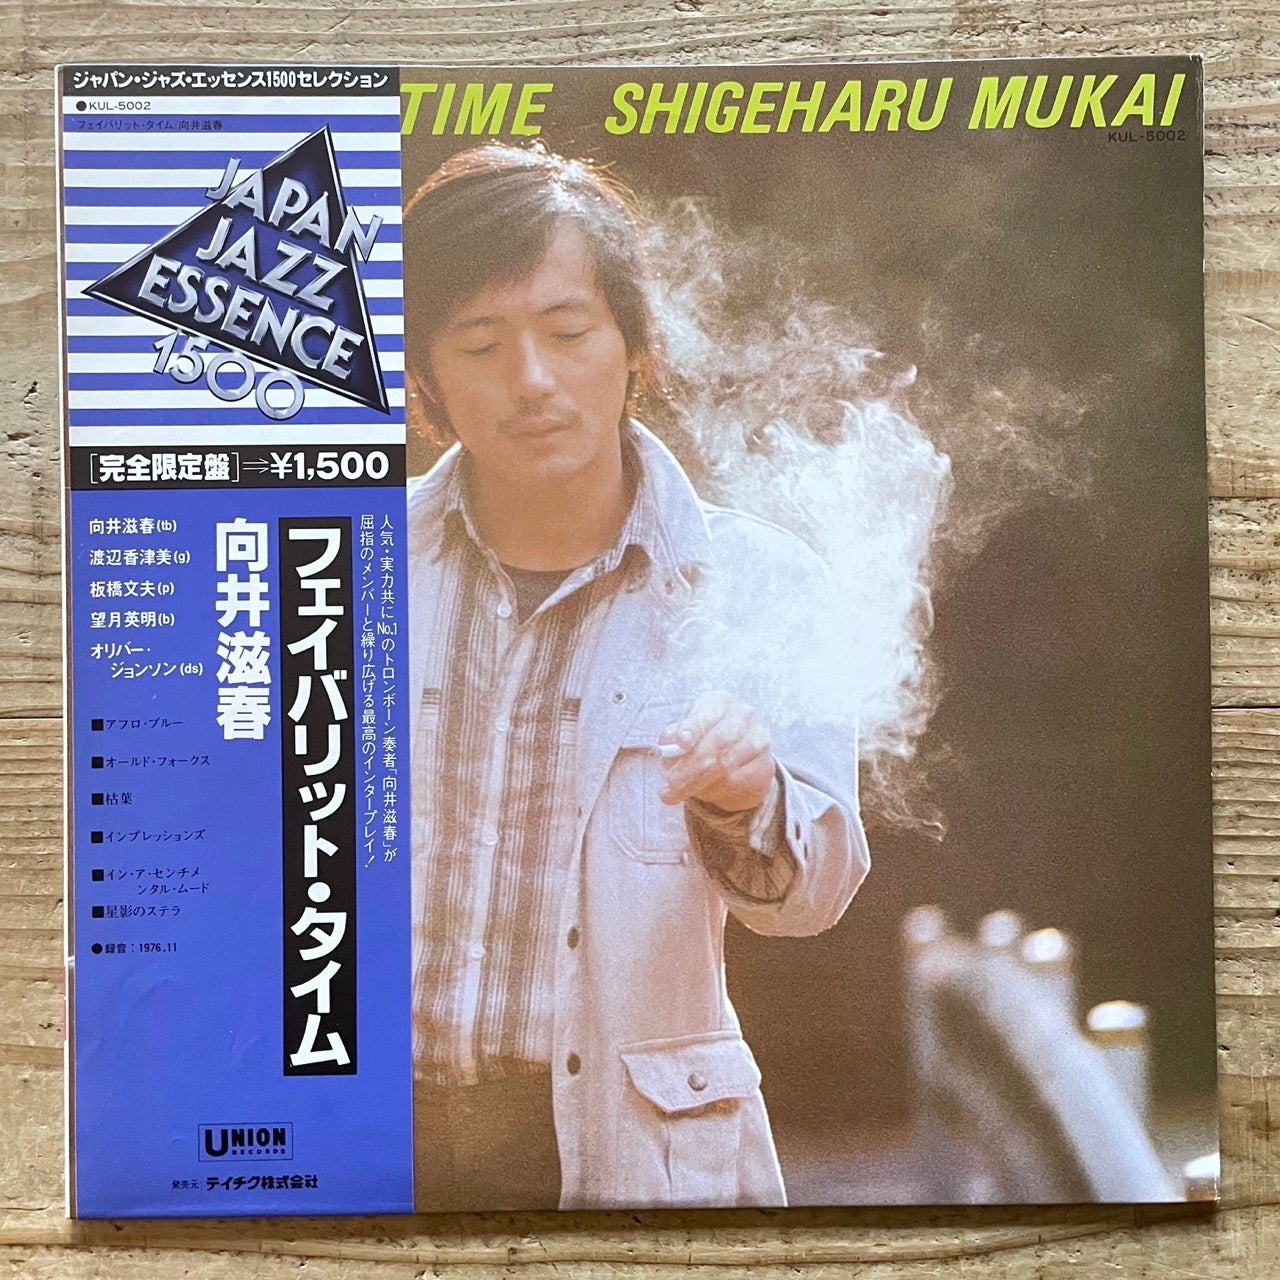 ジャパン・ジャズ・エッセンス1500セレクション
●KUL-5002
フェイバリット・タイム/向井滋春
JAPAN
JAZZ
ESSENCE
1500
[完全限定盤]⇒¥1,500
TIME SHIGEHARU MUKAI
KUL-5002
人気・実力共にNo.1のトロンボーン奏者「向井滋春」が
屈指のメンバーと繰り広げる最高のインタープレイ!
フェイバリット・タイム
向井滋春
向井滋春(tb)
渡辺香津美(g)
板橋文夫(p)
望月英明(b)
オリバー・
ジョンソン(ds)
■アフロ・ブルー
■オールド・フォークス
■枯葉
■インプレッションズ
■イン・ア・センチメ
ンタル・ムード
■星影のステラ
●録音:1976.11
UNION
RECORDS
発売元:テイチク株式会社